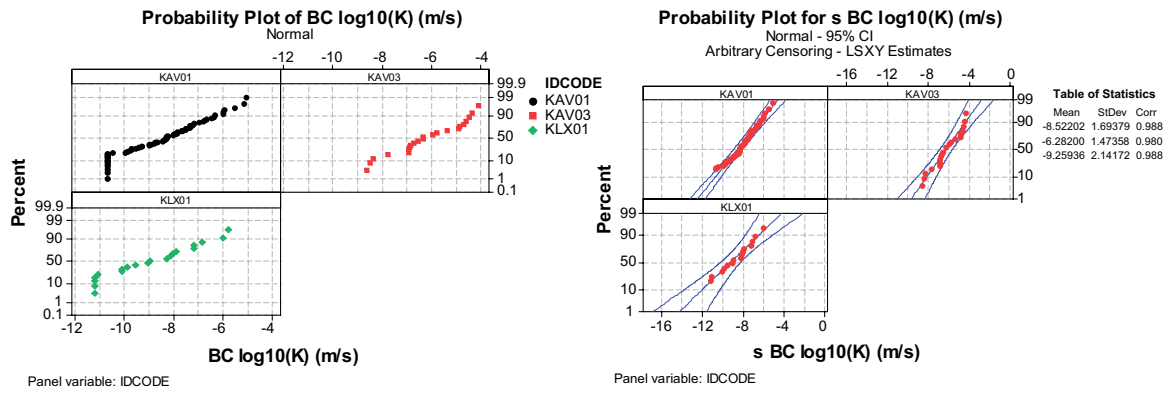 Probability Plot of BC log10(K) (m/s)
Normal
-12 -10 -8 -6 -4
KAV01 KAV03
99.9
99
90
50
10
1
0.1
IDCODE
KAV01
KAV03
KLX01
KLX01
99.9
99
90
50
10
1
0.1
-12 -10 -8 -6 -4
Percent
BC log10(K) (m/s)
Panel variable: IDCODE
Probability Plot for s BC log10(K) (m/s)
Normal - 95% CI
Arbitrary Censoring - LSXY Estimates
-16 -12 -8 -4 0
KAV01 KAV03
99
90
50
10
1
Table of Statistics
Mean StDev Corr
-8.52202 1.69379 0.988
-6.28200 1.47358 0.980
-9.25936 2.14172 0.988
KLX01
99
90
50
10
1
-16 -12 -8 -4 0
Percent
s BC log10(K) (m/s)
Panel variable: IDCODE